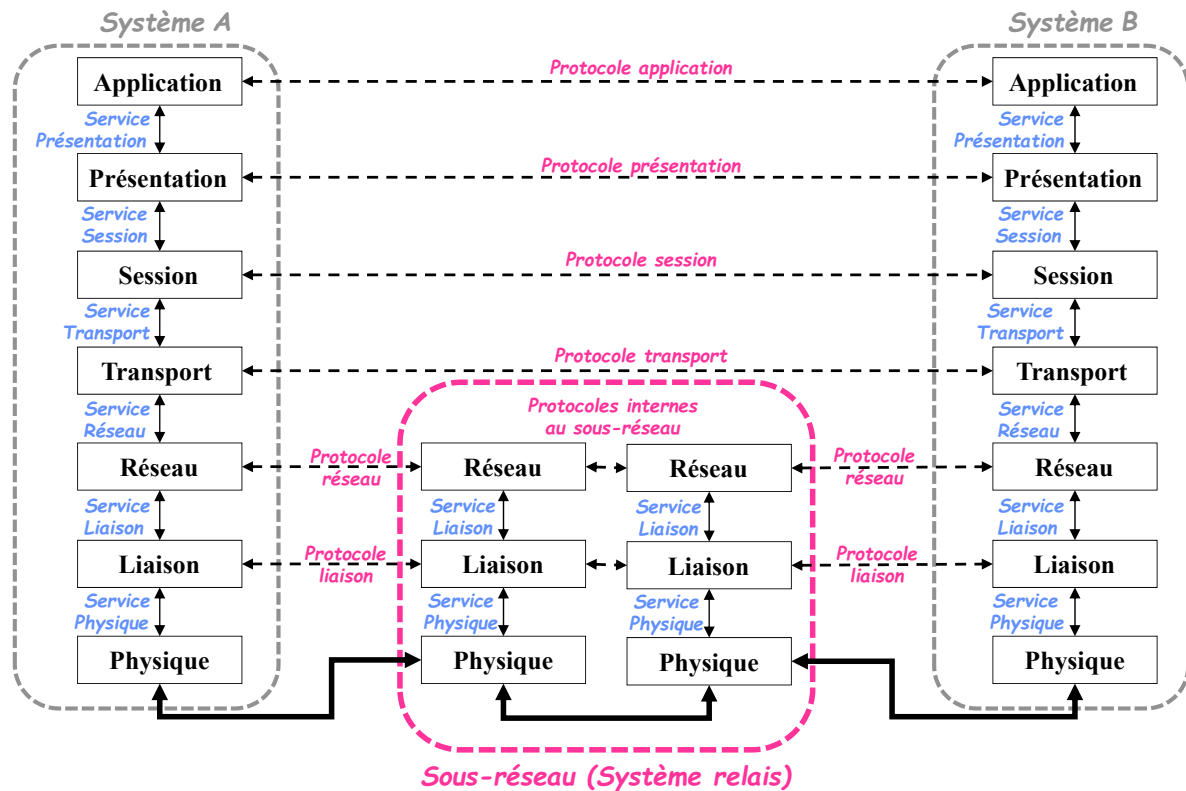 Système A
Système B
Application
Protocole application
Application
Service
Présentation
Service
Présentation
Présentation
Protocole présentation
Présentation
Service
Session
Service
Session
Session
Protocole session
Session
Service
Transport
Service
Transport
Transport
Protocole transport
Transport
Service
Réseau
Protocoles internes
au sous-réseau
Service
Réseau
Réseau
Protocole
réseau
Réseau
Réseau
Protocole
réseau
Réseau
Service
Liaison
Service
Liaison
Service
Liaison
Service
Liaison
Liaison
Protocole
liaison
Liaison
Liaison
Protocole
liaison
Liaison
Service
Physique
Service
Physique
Service
Physique
Service
Physique
Physique
Physique
Physique
Physique
Sous-réseau (Système relais)